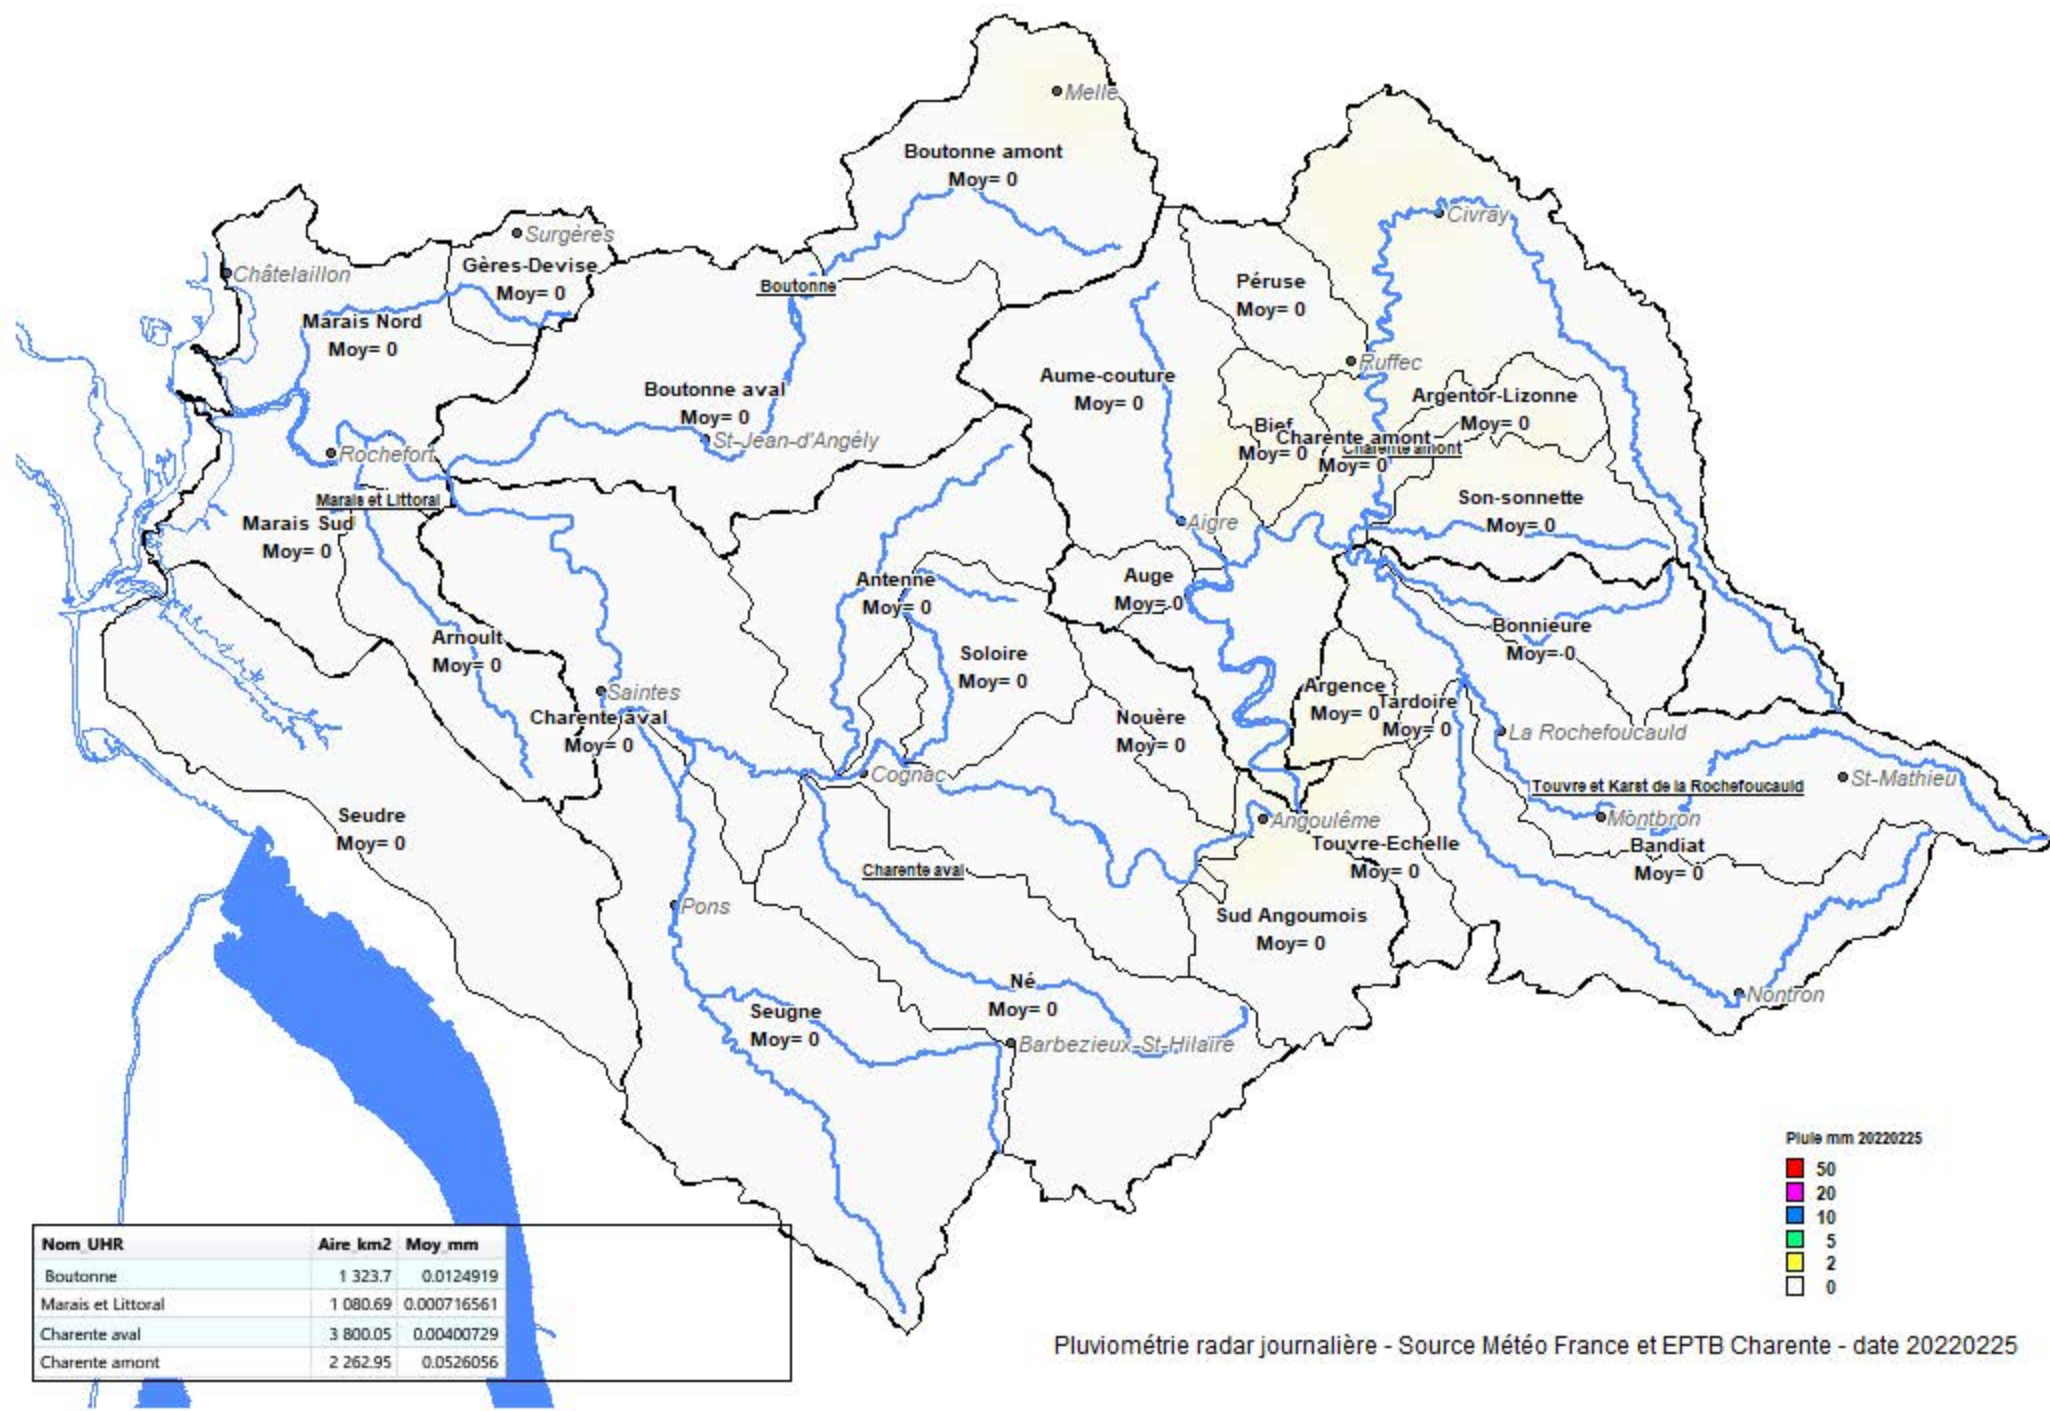 Melle
Boutonne amont
Moy= 0
Civray
Surgères
Châtelaillon
Gères-Devise
Moy= 0
Boutonne
Péruse
Moy= 0
Marais Nord
Moy= 0
Ruffec
Aume-couture
Moy= 0
Boutonne aval
Moy= 0
Argentor-Lizonne
Moy= 0
Bief
Moy= 0
Charente amont
Moy= 0
Charente amont
St-Jean-d'Angély
Rochefort
Marais et Littoral
Son-sonnette
Moy= 0
Marais Sud
Moy= 0
Aigre
Antenne
Moy= 0
Auge
Moy= 0
Bonnieure
Moy= 0
Arnoult
Moy= 0
Soloire
Moy= 0
Saintes
Argence
Moy= 0
Tardoire
Moy= 0
Charente aval
Moy= 0
Nouère
Moy= 0
La Rochefoucauld
Cognac
Touvre et Karst de la Rochefoucauld
St-Mathieu
Seudre
Moy= 0
Angoulême
Montbron
Touvre-Echelle
Moy= 0
Bandiat
Moy= 0
Charente aval
Pons
Sud Angoumois
Moy= 0
Né
Moy= 0
Nontron
Seugne
Moy= 0
Barbezieux-St-Hilaire
Pluie mm 20220225
50
20
10
5
2
0
Nom_UHR Aire_km2 Moy_mm
Boutonne 1 323.7 0.0124919
Marais et Littoral 1 080.69 0.000716561
Charente aval 3 800.05 0.00400729
Charente amont 2 262.95 0.0526056
Pluviométrie radar journalière - Source Météo France et EPTB Charente - date 20220225